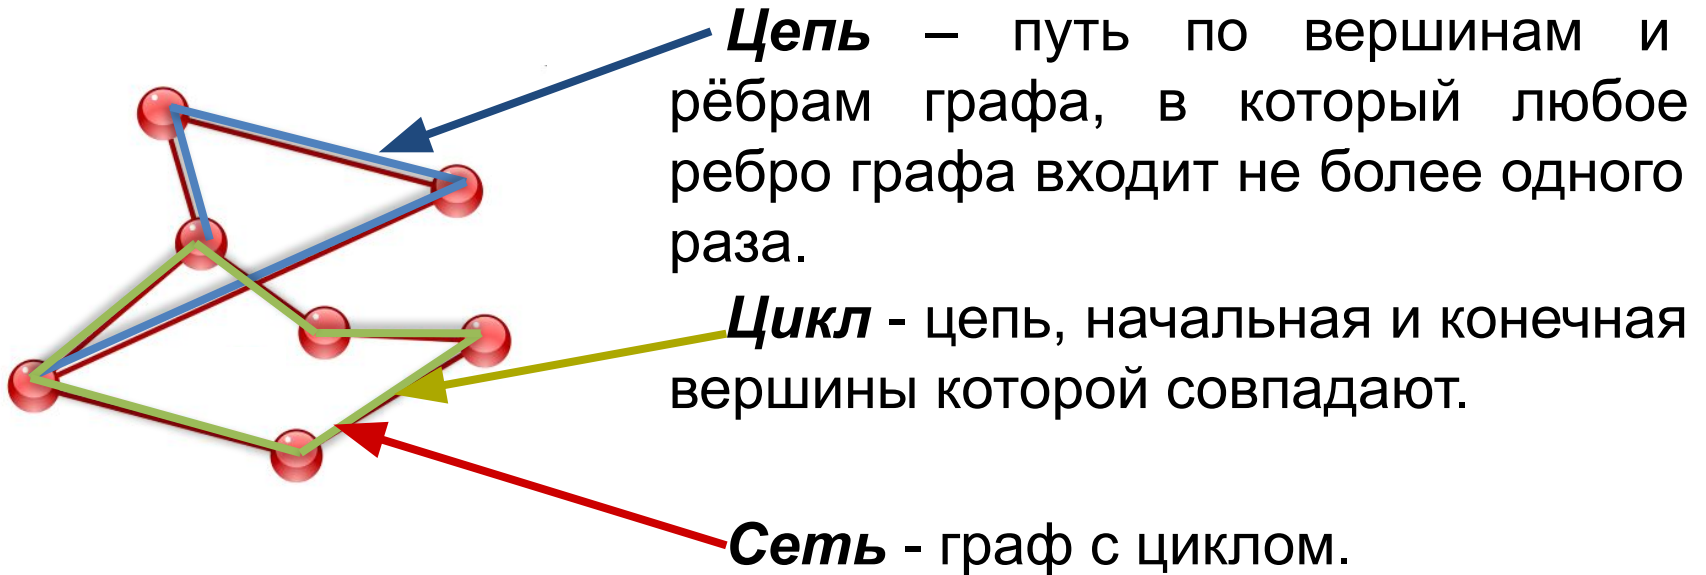 Цепь – путь по вершинам и
рёбрам графа, в который любое
ребро графа входит не более одного
раза.
Цикл - цепь, начальная и конечная
вершины которой совпадают.
Сеть - граф с циклом.